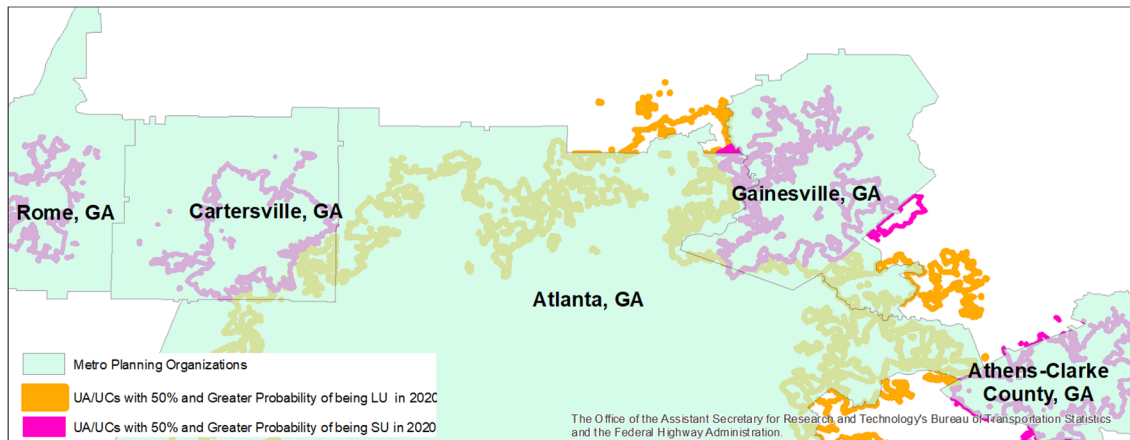 Rome, GA
Cartersville, GA
Gainesville, GA
Atlanta, GA
Athens-Clarke
County, GA
Metro Planning Organizations
UA/UCs with 50% and Greater Probability of being LU in 2020
UA/UCs with 50% and Greater Probability of being SU in 2020
The Office of the Assistant Secretary for Research and Technology's Bureau of Transportation Statistics
and the Federal Highway Administration.